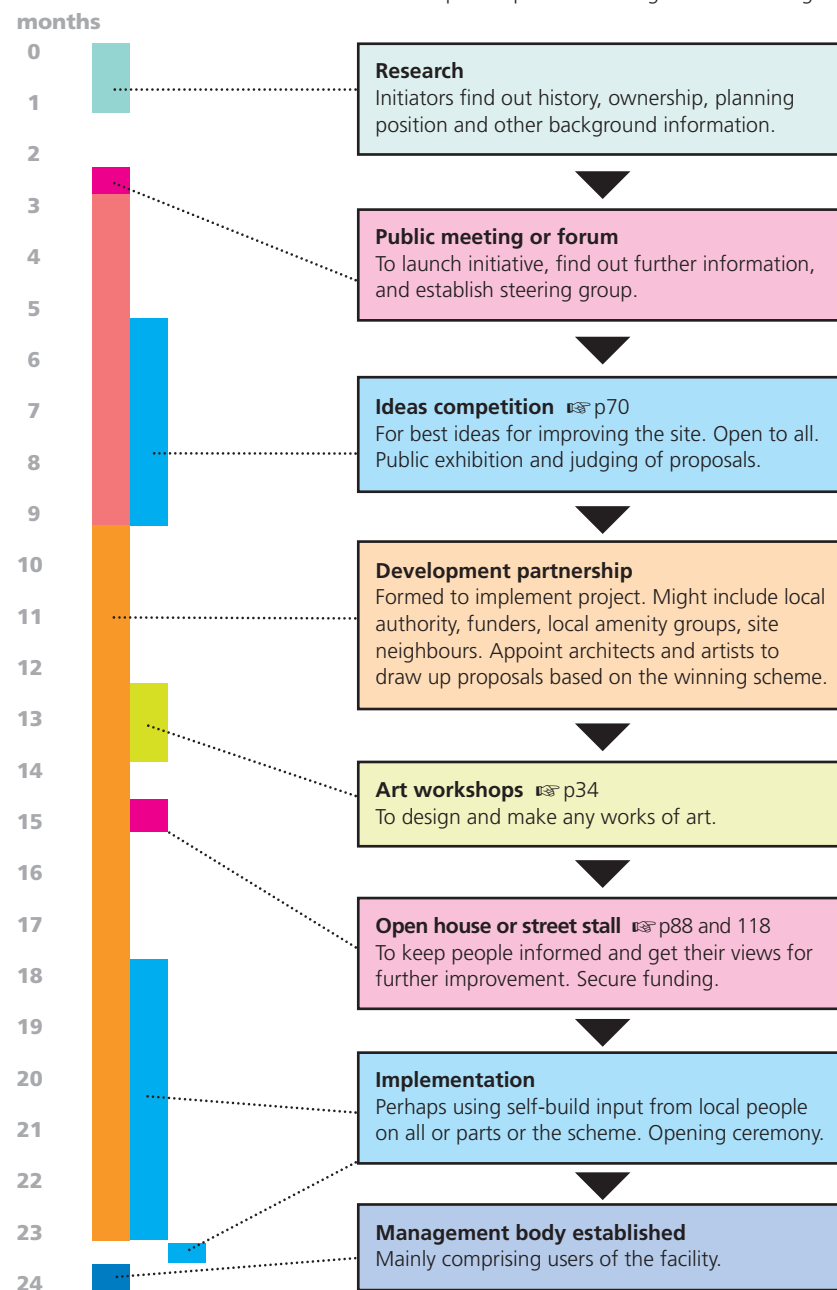 months
0
1
2
3
4
5
6
7
8
9
10
11
12
13
14
15
16
17
18
19
20
21
22
23
24
Research
Initiators find out history, ownership, planning
position and other background information.
Public meeting or forum
To launch initiative, find out further information,
and establish steering group.
Ideas competition ☞ p70
For best ideas for improving the site. Open to all.
Public exhibition and judging of proposals.
Development partnership
Formed to implement project. Might include local
authority, funders, local amenity groups, site
neighbours. Appoint architects and artists to
draw up proposals based on the winning scheme.
Art workshops ☞ p34
To design and make any works of art.
Open house or street stall ☞ p88 and 118
To keep people informed and get their views for
further improvement. Secure funding.
Implementation
Perhaps using self-build input from local people
on all or parts or the scheme. Opening ceremony.
Management body established
Mainly comprising users of the facility.